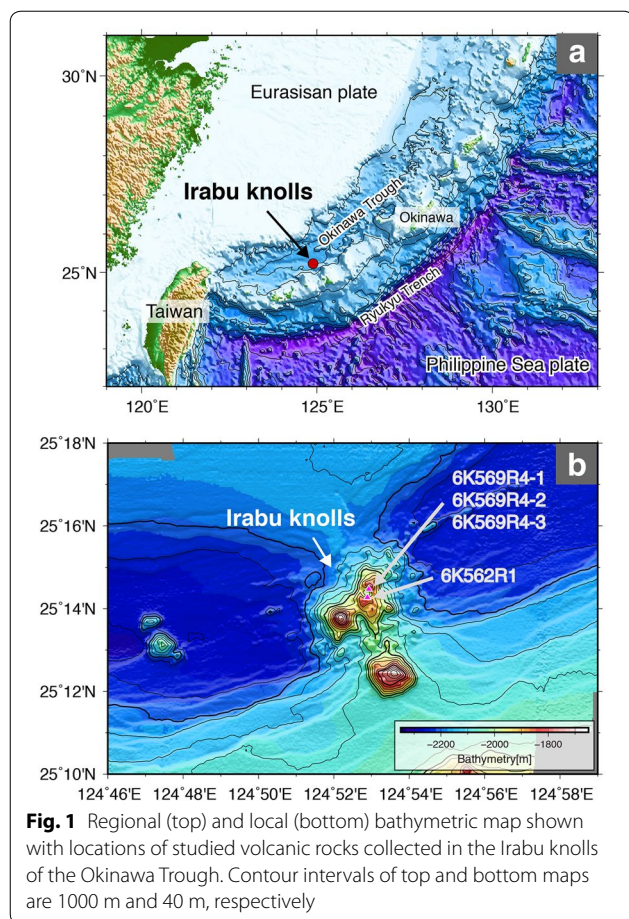 a
30°N
Eurasisan plate
Irabu knolls
Okinawa Trough
Okinawa
25°N
Taiwan
Ryukyu Trench
Philippine Sea plate
120°E 125°E 130°E
25°18'N
b
6K569R4-1
25°16'N
6K569R4-2
Irabu knolls
6K569R4-3
6K562R1
25°14'N
25°12'N
−2200 −2000 −1800
Bathymetry[m]
25°10'N
124°46'E 124°48'E 124°50'E 124°52'E 124°54'E 124°56'E 124°58'E
Fig. 1 Regional (top) and local (bottom) bathymetric map shown
with locations of studied volcanic rocks collected in the Irabu knolls
of the Okinawa Trough. Contour intervals of top and bottom maps
are 1000 m and 40 m, respectively